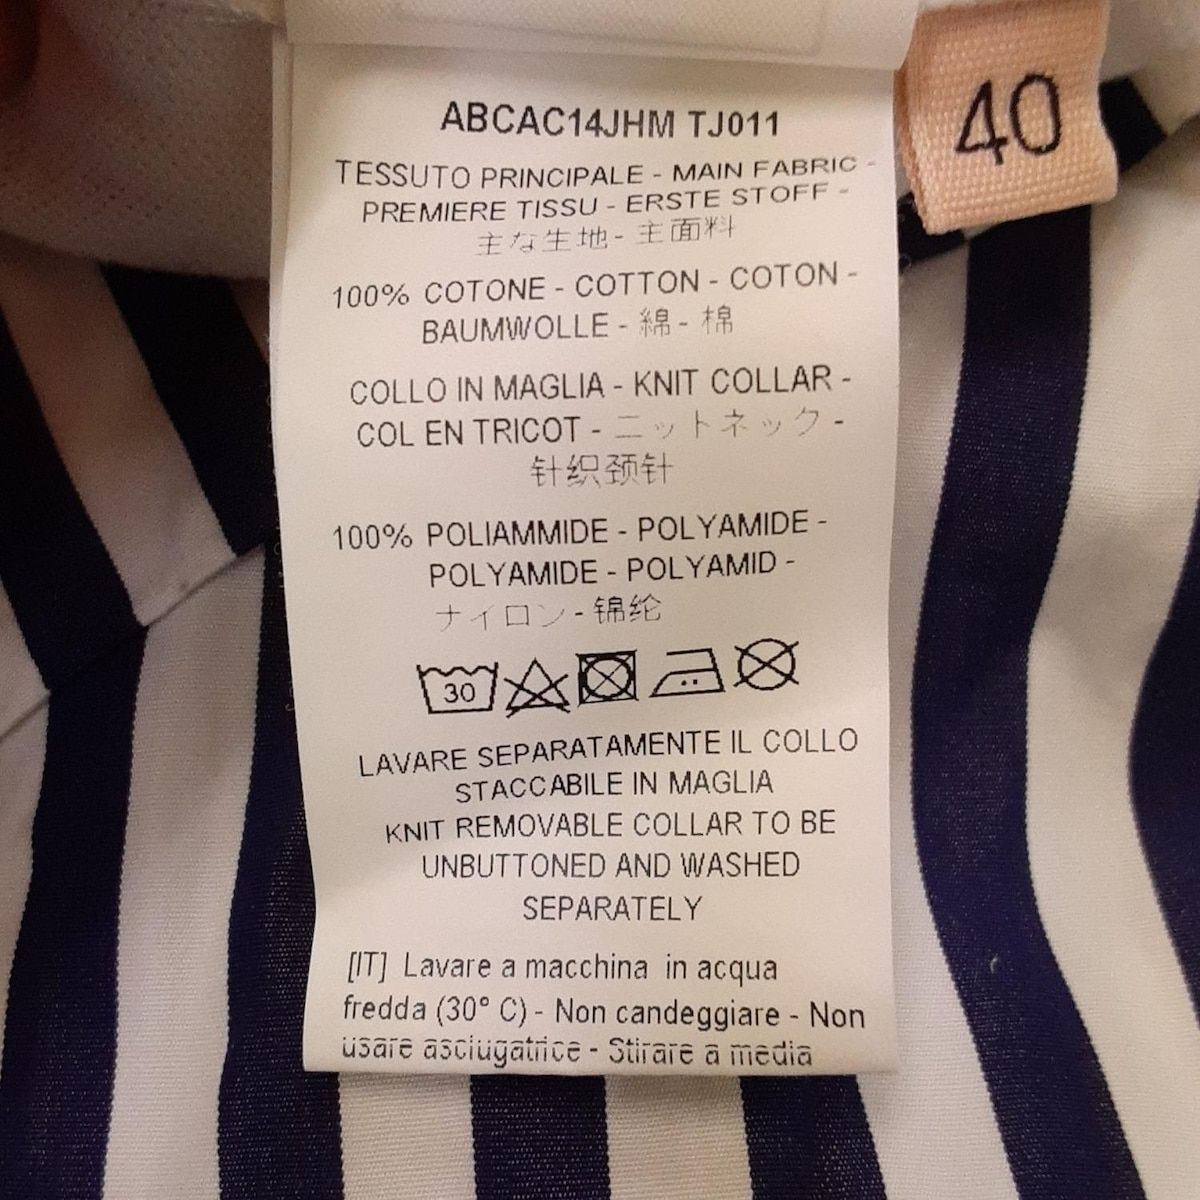 ABCAC14JHM TJ011
40
TESSUTO PRINCIPALE - MAIN FABRIC -
PREMIERE TISSU - ERSTE STOFF -
主な生地 - 主面料
100% COTONE - COTTON - COTON -
BAUMWOLLE - 綿 - 棉
COLLO IN MAGLIA - KNIT COLLAR -
COL EN TRICOT - ニットネック -
针织颈针
100% POLIAMMIDE - POLYAMIDE -
POLYAMIDE - POLYAMID -
ナイロン - 锦纶
30
LAVARE SEPARATAMENTE IL COLLO
STACCABILE IN MAGLIA
KNIT REMOVABLE COLLAR TO BE
UNBUTTONED AND WASHED
SEPARATELY
[IT] Lavare a macchina in acqua
fredda (30° C) - Non candeggiare - Non
usare asciugatrice - Stirare a media